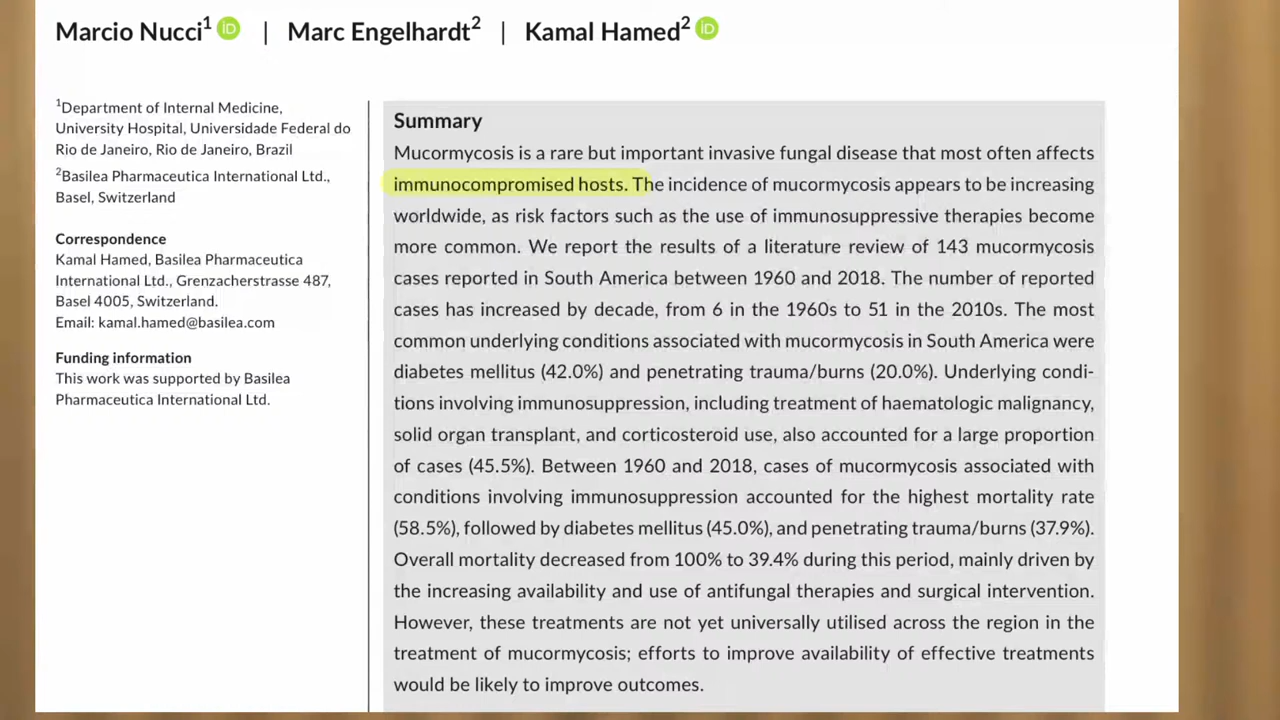 Marcio Nucci1 iD | Marc Engelhardt2 | Kamal Hamed2 iD
1Department of Internal Medicine,
University Hospital, Universidade Federal do
Rio de Janeiro, Rio de Janeiro, Brazil
2Basilea Pharmaceutica International Ltd.,
Basel, Switzerland
Correspondence
Kamal Hamed, Basilea Pharmaceutica
International Ltd., Grenzacherstrasse 487,
Basel 4005, Switzerland.
Email: kamal.hamed@basilea.com
Funding information
This work was supported by Basilea
Pharmaceutica International Ltd.
Summary
Mucormycosis is a rare but important invasive fungal disease that most often affects
immunocompromised hosts. The incidence of mucormycosis appears to be increasing
worldwide, as risk factors such as the use of immunosuppressive therapies become
more common. We report the results of a literature review of 143 mucormycosis
cases reported in South America between 1960 and 2018. The number of reported
cases has increased by decade, from 6 in the 1960s to 51 in the 2010s. The most
common underlying conditions associated with mucormycosis in South America were
diabetes mellitus (42.0%) and penetrating trauma/burns (20.0%). Underlying condi-
tions involving immunosuppression, including treatment of haematologic malignancy,
solid organ transplant, and corticosteroid use, also accounted for a large proportion
of cases (45.5%). Between 1960 and 2018, cases of mucormycosis associated with
conditions involving immunosuppression accounted for the highest mortality rate
(58.5%), followed by diabetes mellitus (45.0%), and penetrating trauma/burns (37.9%).
Overall mortality decreased from 100% to 39.4% during this period, mainly driven by
the increasing availability and use of antifungal therapies and surgical intervention.
However, these treatments are not yet universally utilised across the region in the
treatment of mucormycosis; efforts to improve availability of effective treatments
would be likely to improve outcomes.